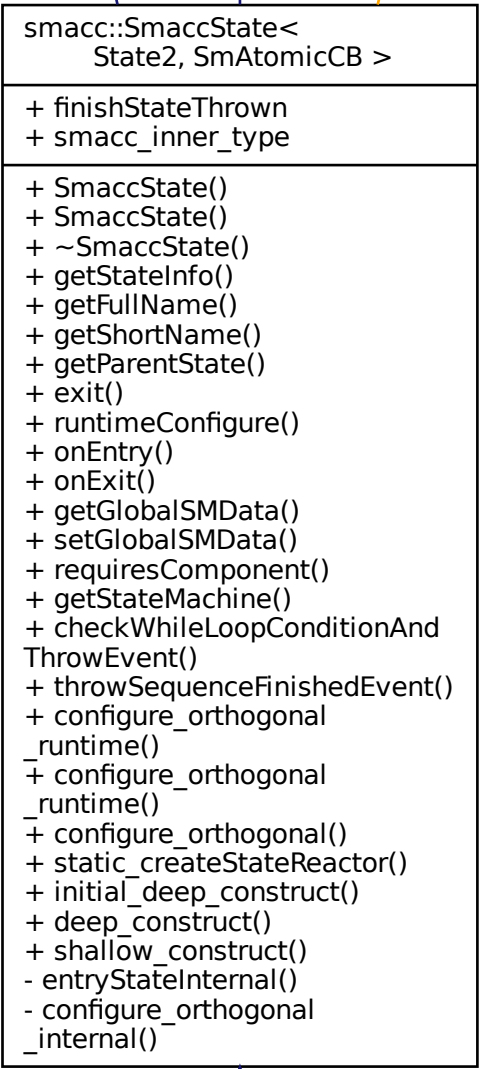 smacc::SmaccState<
State2, SmAtomicCB >
+ finishStateThrown
+ smacc_inner_type
+ SmaccState()
+ SmaccState()
+ ~SmaccState()
+ getStateInfo()
+ getFullName()
+ getShortName()
+ getParentState()
+ exit()
+ runtimeConfigure()
+ onEntry()
+ onExit()
+ getGlobalSMData()
+ setGlobalSMData()
+ requiresComponent()
+ getStateMachine()
+ checkWhileLoopConditionAnd
ThrowEvent()
+ throwSequenceFinishedEvent()
+ configure_orthogonal
_runtime()
+ configure_orthogonal
_runtime()
+ configure_orthogonal()
+ static_createStateReactor()
+ initial_deep_construct()
+ deep_construct()
+ shallow_construct()
- entryStateInternal()
- configure_orthogonal
_internal()